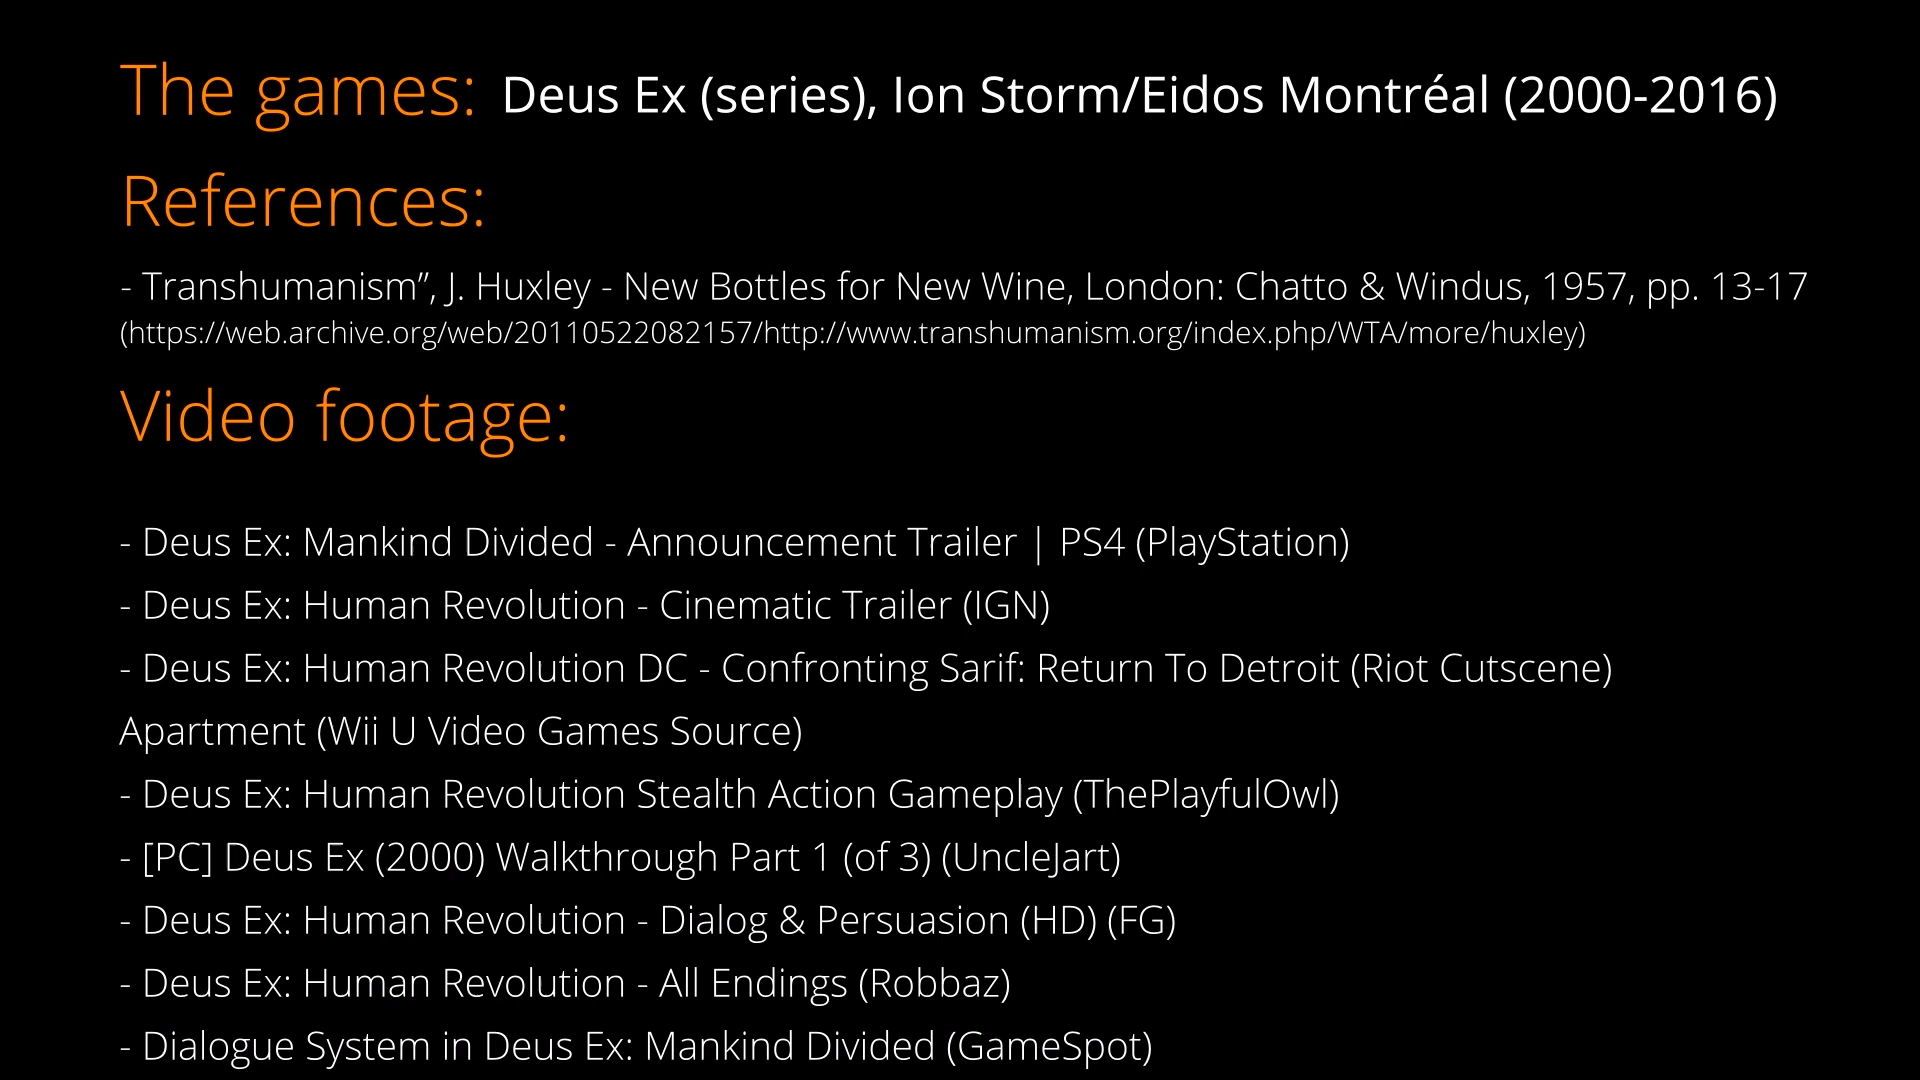 The games: Deus Ex (series), Ion Storm/Eidos Montréal (2000-2016)
References:
- Transhumanism”, J. Huxley - New Bottles for New Wine, London: Chatto & Windus, 1957, pp. 13-17
(https://web.archive.org/web/20110522082157/http://www.transhumanism.org/index.php/WTA/more/huxley)
Video footage:
- Deus Ex: Mankind Divided - Announcement Trailer | PS4 (PlayStation)
- Deus Ex: Human Revolution - Cinematic Trailer (IGN)
- Deus Ex: Human Revolution DC - Confronting Sarif: Return To Detroit (Riot Cutscene)
Apartment (Wii U Video Games Source)
- Deus Ex: Human Revolution Stealth Action Gameplay (ThePlayfulOwl)
- [PC] Deus Ex (2000) Walkthrough Part 1 (of 3) (UncleJart)
- Deus Ex: Human Revolution - Dialog & Persuasion (HD) (FG)
- Deus Ex: Human Revolution - All Endings (Robbaz)
- Dialogue System in Deus Ex: Mankind Divided (GameSpot)